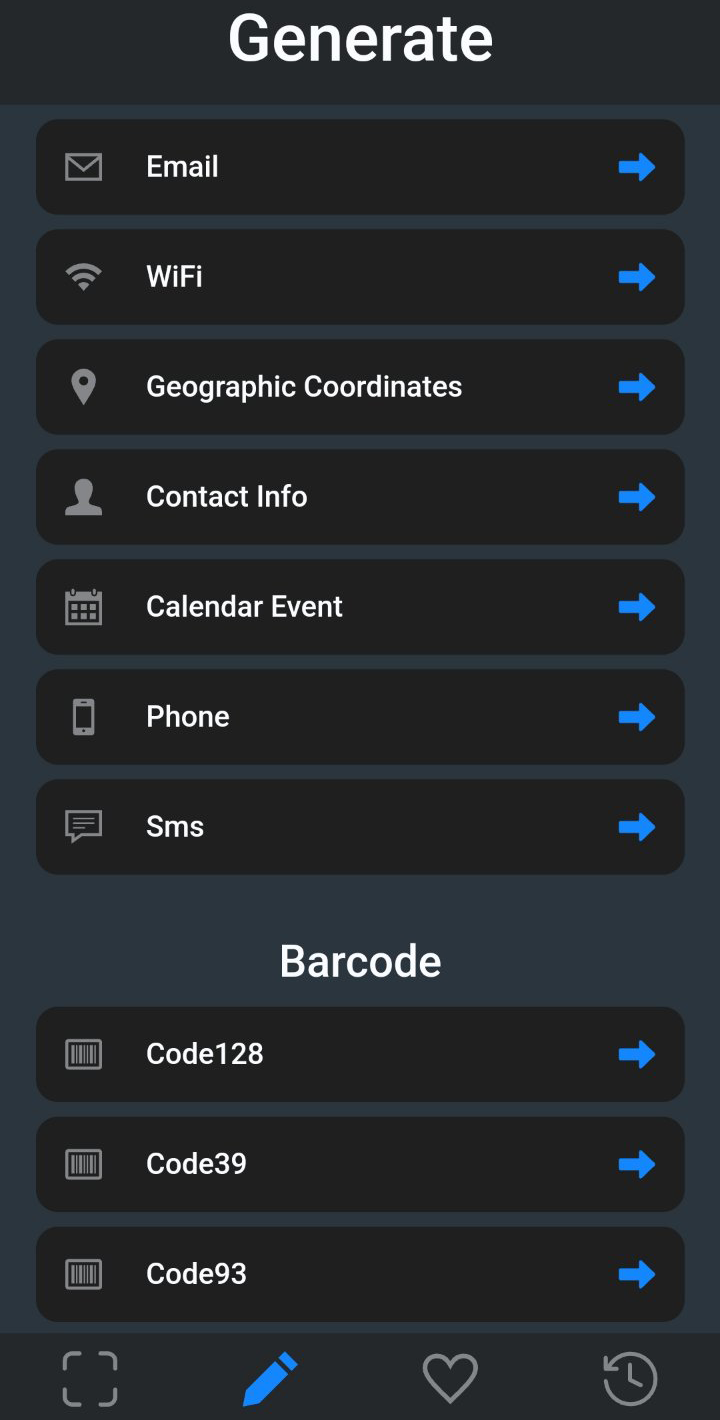 Generate
Email
WiFi
Geographic Coordinates
Contact Info
Calendar Event
Phone
Sms
Barcode
Code128
Code39
Code93